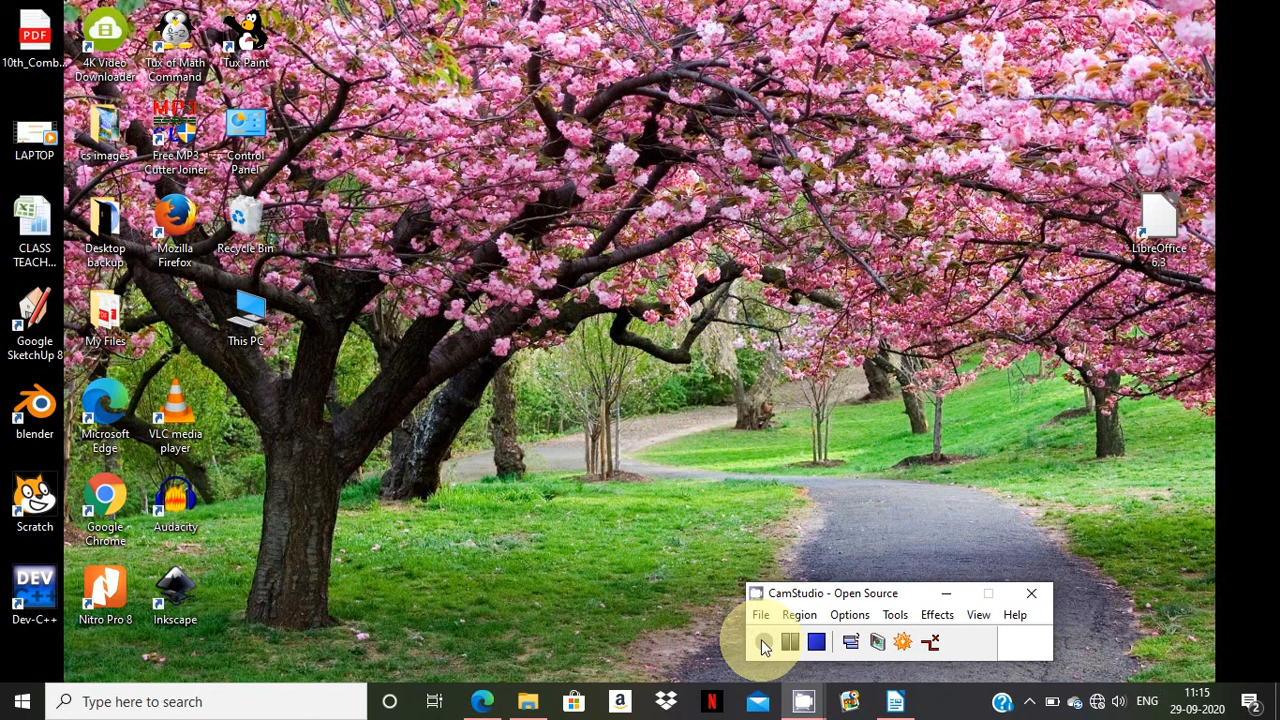 PDF
10th_Comb...
4K Video
Downloader
Tux of Math
Command
Tux Paint
LAPTOP
cs images
MP3
Free MP3
Cutter Joiner
Control
Panel
CLASS
TEACH...
Desktop
backup
Mozilla
Firefox
Recycle Bin
LibreOffice
6.3
Google
SketchUp 8
My Files
This PC
blender
Microsoft
Edge
VLC media
player
Scratch
Google
Chrome
Audacity
DEV
Dev-C++
Nitro Pro 8
Inkscape
CamStudio - Open Source
File Region Options Tools Effects View Help
Type here to search
ENG
11:15
29-09-2020
2